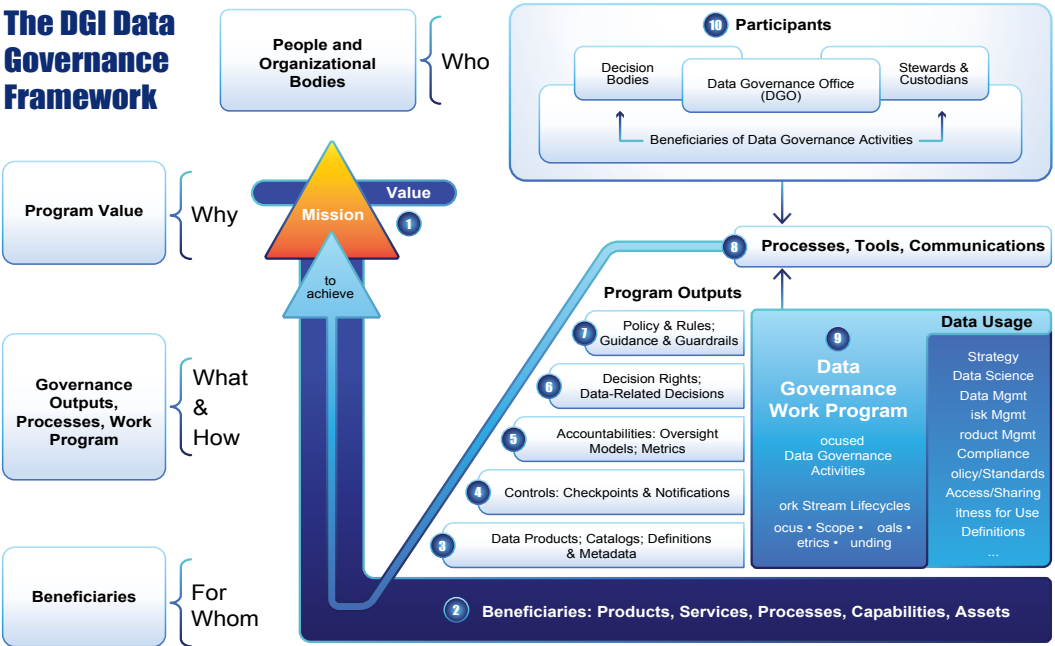 The DGI Data
Governance
Framework
People and
Organizational
Bodies
Who
10 Participants
Decision
Bodies
Data Governance Office
(DGO)
Stewards &
Custodians
Beneficiaries of Data Governance Activities
Program Value
Why
Mission
Value
1
to
achieve
8 Processes, Tools, Communications
Program Outputs
7 Policy & Rules;
Guidance & Guardrails
6 Decision Rights;
Data-Related Decisions
5 Accountabilities: Oversight
Models; Metrics
4 Controls: Checkpoints & Notifications
3 Data Products; Catalogs; Definitions
& Metadata
9
Data
Governance
Work Program
ocused
Data Governance
Activities
ork Stream Lifecycles
ocus • Scope • oals •
etrics • unding
Data Usage
Strategy
Data Science
Data Mgmt
isk Mgmt
roduct Mgmt
Compliance
olicy/Standards
Access/Sharing
itness for Use
Definitions
...
Governance
Outputs,
Processes, Work
Program
What
&
How
Beneficiaries
For
Whom
2 Beneficiaries: Products, Services, Processes, Capabilities, Assets